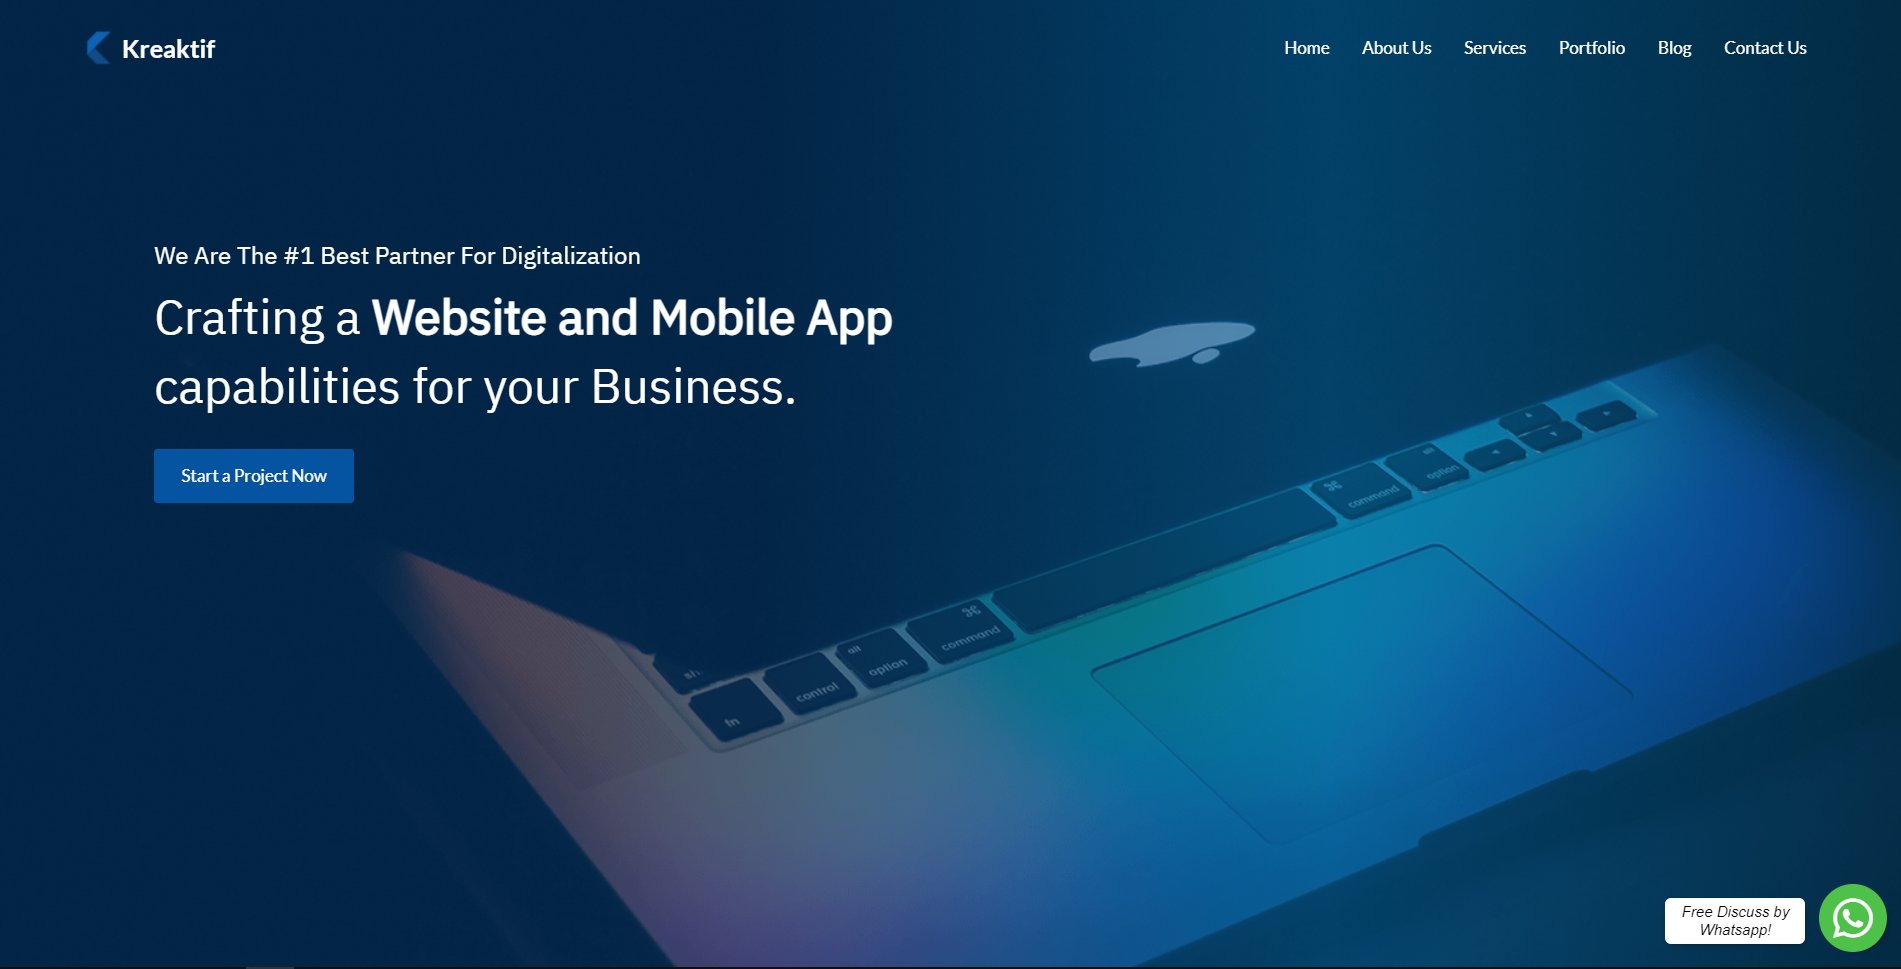 Kreaktif
Home About Us Services Portfolio Blog Contact Us
We Are The #1 Best Partner For Digitalization
Crafting a Website and Mobile App
capabilities for your Business.
Start a Project Now
⌘
command
alt
option
⌘
command
alt
option
control
fn
Free Discuss by
Whatsapp!